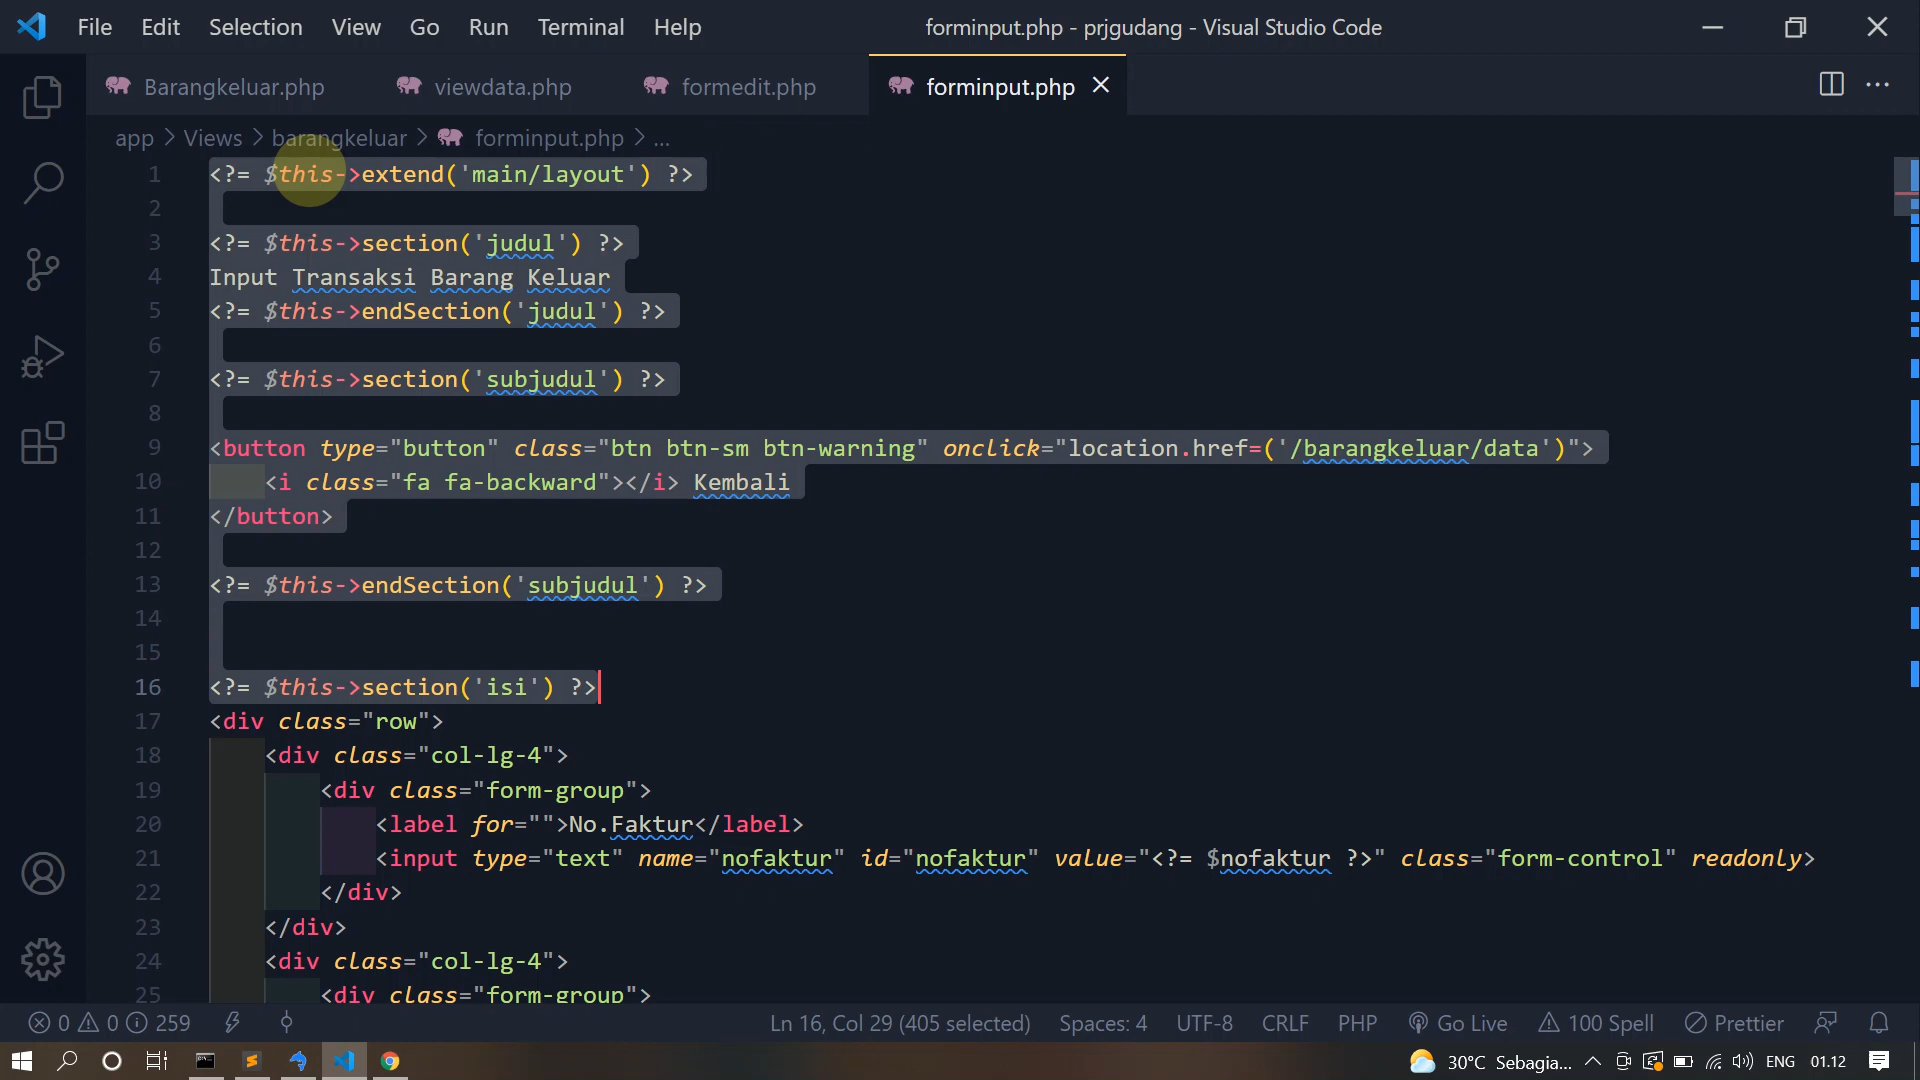 File Edit Selection View Go Run Terminal Help forminput.php - prjgudang - Visual Studio Code
Barangkeluar.php viewdata.php formedit.php forminput.php
app > Views > barangkeluar > forminput.php > ...
1 <?= $this->extend('main/layout') ?>
2
3 <?= $this->section('judul') ?>
4 Input Transaksi Barang Keluar
5 <?= $this->endSection('judul') ?>
6
7 <?= $this->section('subjudul') ?>
8
9 <button type="button" class="btn btn-sm btn-warning" onclick="location.href=('/barangkeluar/data')">
10 <i class="fa fa-backward"></i> Kembali
11 </button>
12
13 <?= $this->endSection('subjudul') ?>
14
15
16 <?= $this->section('isi') ?>
17 <div class="row">
18 <div class="col-lg-4">
19 <div class="form-group">
20 <label for="">No.Faktur</label>
21 <input type="text" name="nofaktur" id="nofaktur" value="<?= $nofaktur ?>" class="form-control" readonly>
22 </div>
23 </div>
24 <div class="col-lg-4">
25 <div class="form-group">
0 0 259 Ln 16, Col 29 (405 selected) Spaces: 4 UTF-8 CRLF PHP Go Live 100 Spell Prettier
30°C Sebagia... ENG 01.12